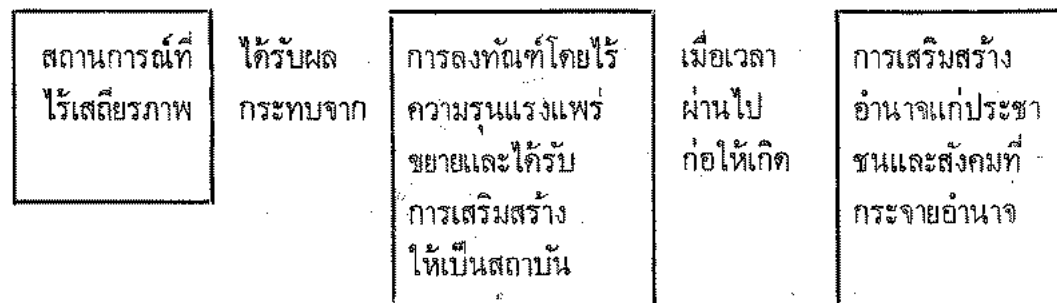 สถานการณ์ที่
ไร้เสถียรภาพ
ได้รับผล
กระทบจาก
การลงทัณฑ์โดยไร้
ความรุนแรงแพร่
ขยายและได้รับ
การเสริมสร้าง
ให้เป็นสถาบัน
เมื่อเวลา
ผ่านไป
ก่อให้เกิด
การเสริมสร้าง
อำนาจแก่ประชา
ชนและสังคมที่
กระจายอำนาจ